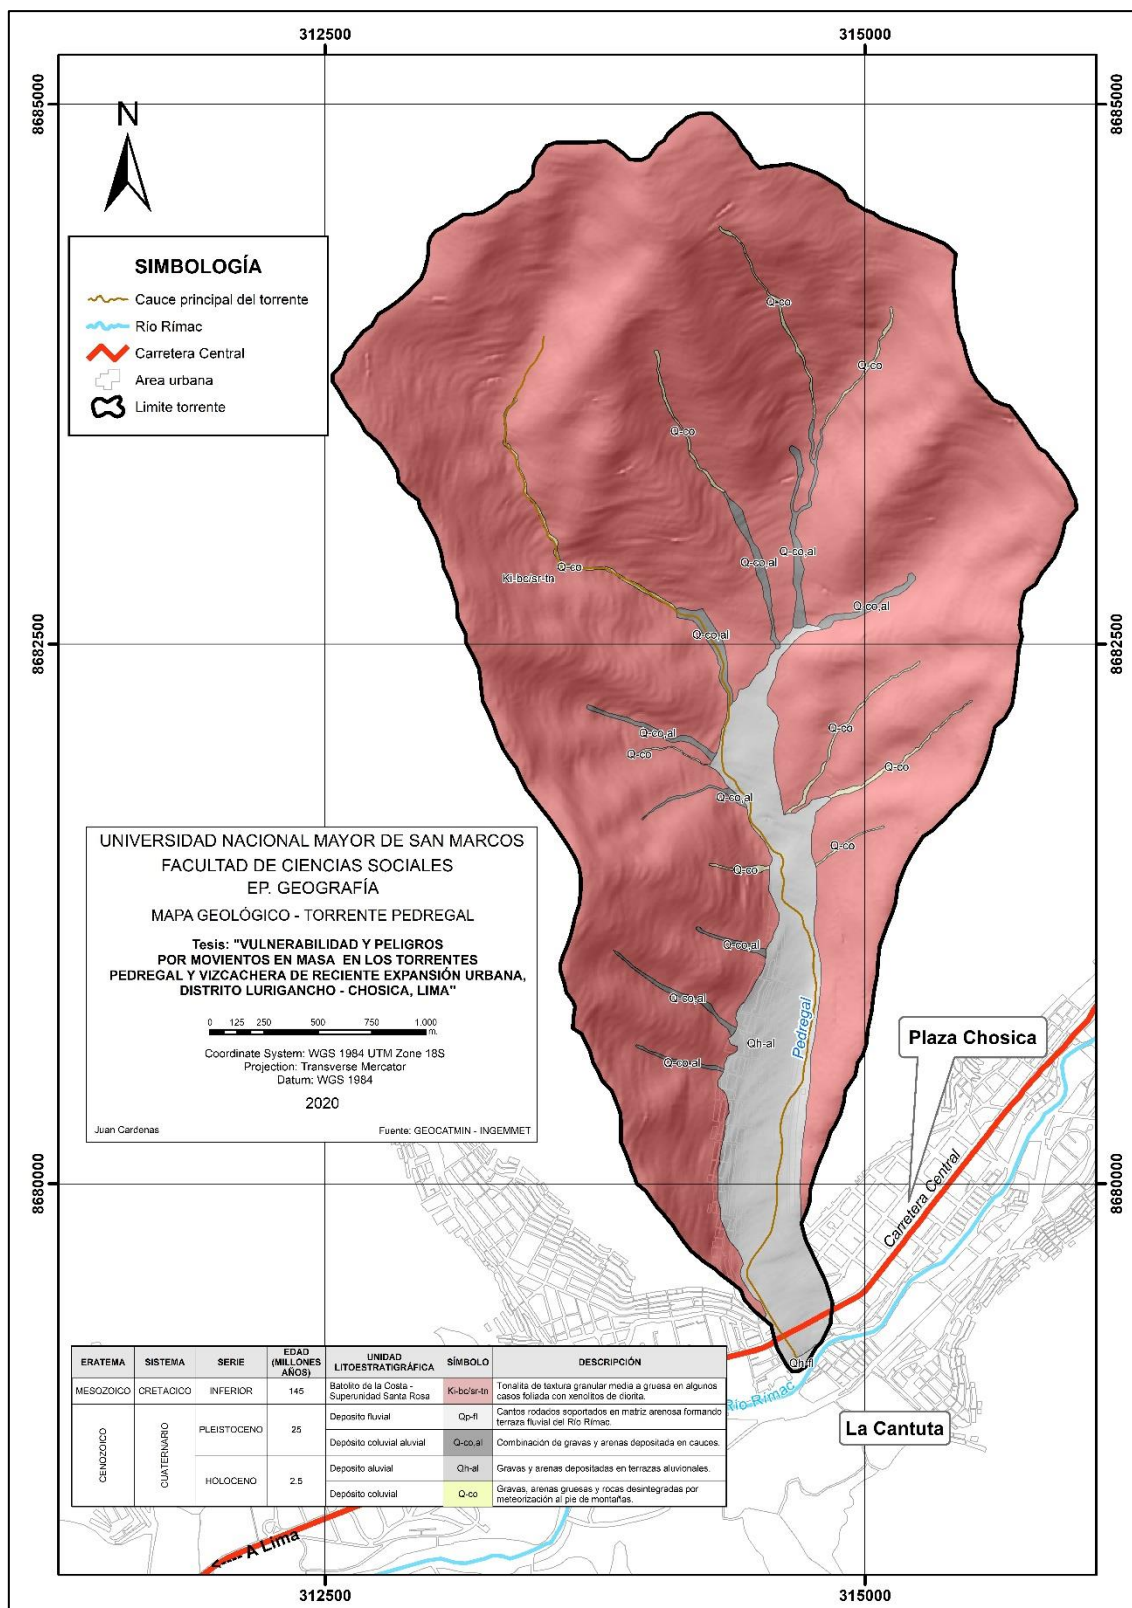 312500
315000
8685000
8685000
N
SIMBOLOGÍA
Cauce principal del torrente
Río Rímac
Carretera Central
Area urbana
Limite torrente
Q-co
Q-co
Q-co
Q-co,al
Q-co,al
Q-co
Ki-bc/sr-tn
Q-co,al
Q-co,al
8682500
8682500
Q-co,al
Q-co
Q-co
Q-co
Q-co,al
Q-co
Q-co
Q-co,al
Q-co,al
Qh-al
Q-co,al
Pedregal
UNIVERSIDAD NACIONAL MAYOR DE SAN MARCOS
FACULTAD DE CIENCIAS SOCIALES
EP. GEOGRAFÍA
MAPA GEOLÓGICO - TORRENTE PEDREGAL
Tesis: "VULNERABILIDAD Y PELIGROS
POR MOVIENTOS EN MASA EN LOS TORRENTES
PEDREGAL Y VIZCACHERA DE RECIENTE EXPANSIÓN URBANA,
DISTRITO LURIGANCHO - CHOSICA, LIMA"
0 125 250 500 750 1.000
m.
Coordinate System: WGS 1984 UTM Zone 18S
Projection: Transverse Mercator
Datum: WGS 1984
2020
Juan Cardenas
Fuente: GEOCATMIN - INGEMMET
Plaza Chosica
Carretera Central
8680000
8680000
Qh-fl
Río Rímac
La Cantuta
ERATEMA SISTEMA SERIE EDAD (MILLONES AÑOS) UNIDAD LITOESTRATIGRÁFICA SÍMBOLO DESCRIPCIÓN
MESOZOICO CRETACICO INFERIOR 145 Batolito de la Costa - Superunidad Santa Rosa Ki-bc/sr-tn Tonalita de textura granular media a gruesa en algunos casos foliada con xenolitos de diorita.
CENOZOICO CUATERNARIO PLEISTOCENO 25 Deposito fluvial Qp-fl Cantos rodados soportados en matriz arenosa formando terraza fluvial del Río Rímac.
Depósito coluvial aluvial Q-co,al Combinación de gravas y arenas depositada en cauces.
HOLOCENO 2.5 Deposito aluvial Qh-al Gravas y arenas depositadas en terrazas aluvionales.
Depósito coluvial Q-co Gravas, arenas gruesas y rocas desintegradas por meteorización al pie de montañas.
<---- A Lima
312500
315000